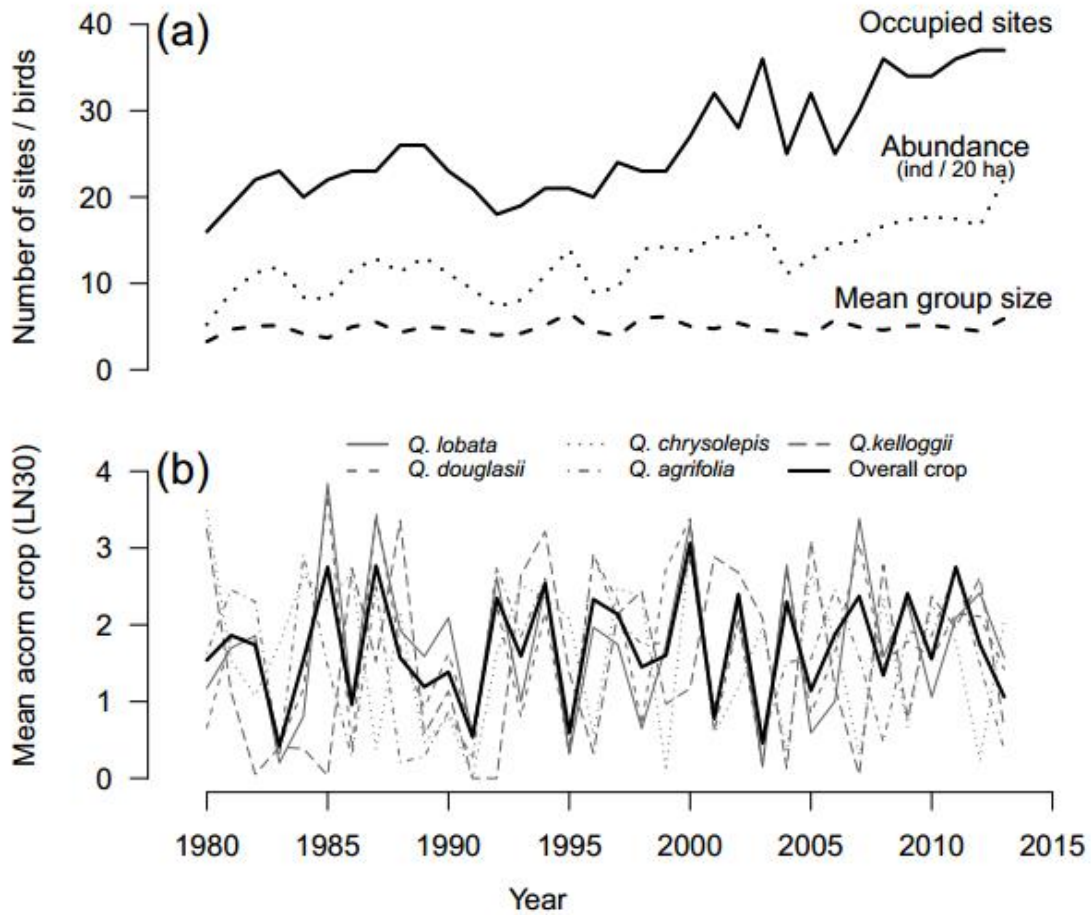 (a)
Occupied sites
Abundance
(ind / 20 ha)
Mean group size
Number of sites / birds
40
30
20
10
0
(b)
Q. lobata
Q. chrysolepis
Q.kelloggii
Q. douglasii
Q. agrifolia
Overall crop
Mean acorn crop (LN30)
4
3
2
1
0
1980
1985
1990
1995
2000
2005
2010
2015
Year